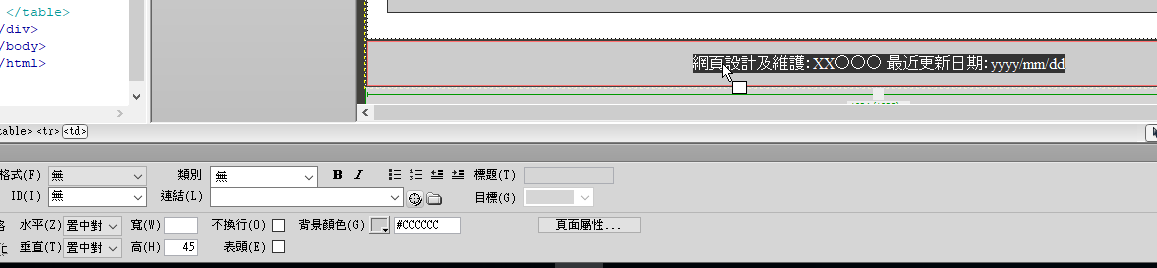 </table>
/div>
/body>
/html>
網頁設計及維護:XX〇〇〇 最近更新日期:yyyy/mm/dd
table> <tr> <td>
格式(F) 無 類別 無 B I 標題(T)
ID(I) 無 連結(L) 目標(G)
水平(Z) 置中對 寬(W) 不換行(O) 背景顏色(G) #CCCCCC 頁面屬性...
垂直(T) 置中對 高(H) 45 表頭(E)